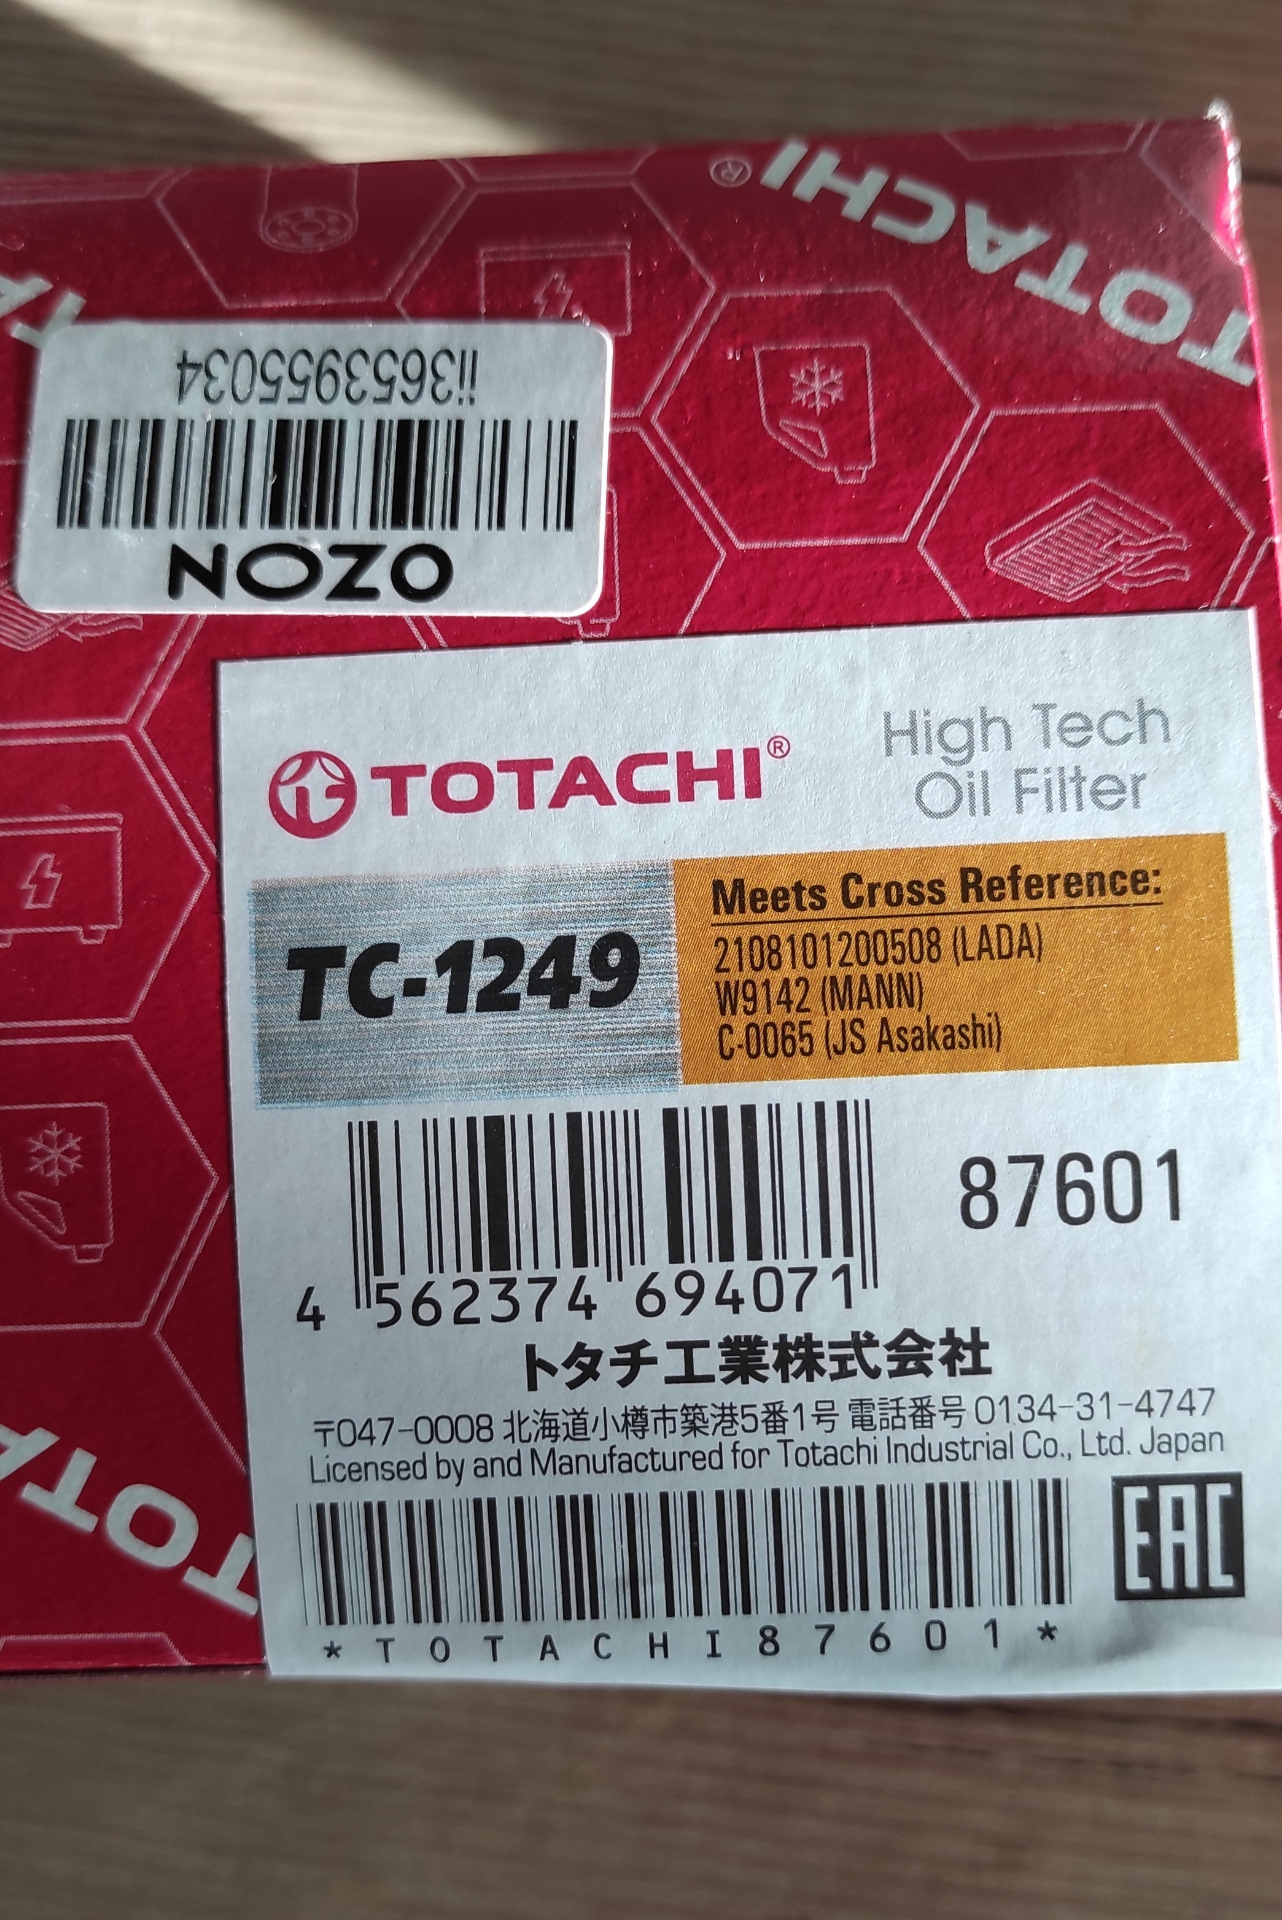 TOTACHI®
ii3653955034
OZON
TOTACHI®
High Tech
Oil Filter
TC-1249
Meets Cross Reference:
2108101200508 (LADA)
W9142 (MANN)
C-0065 (JS Asakashi)
87601
4 562374 694071
トタチ工業株式会社
〒047-0008 北海道小樽市築港5番1号 電話番号 0134-31-4747
Licensed by and Manufactured for Totachi Industrial Co., Ltd. Japan
EAC
*TOTACHI87601*